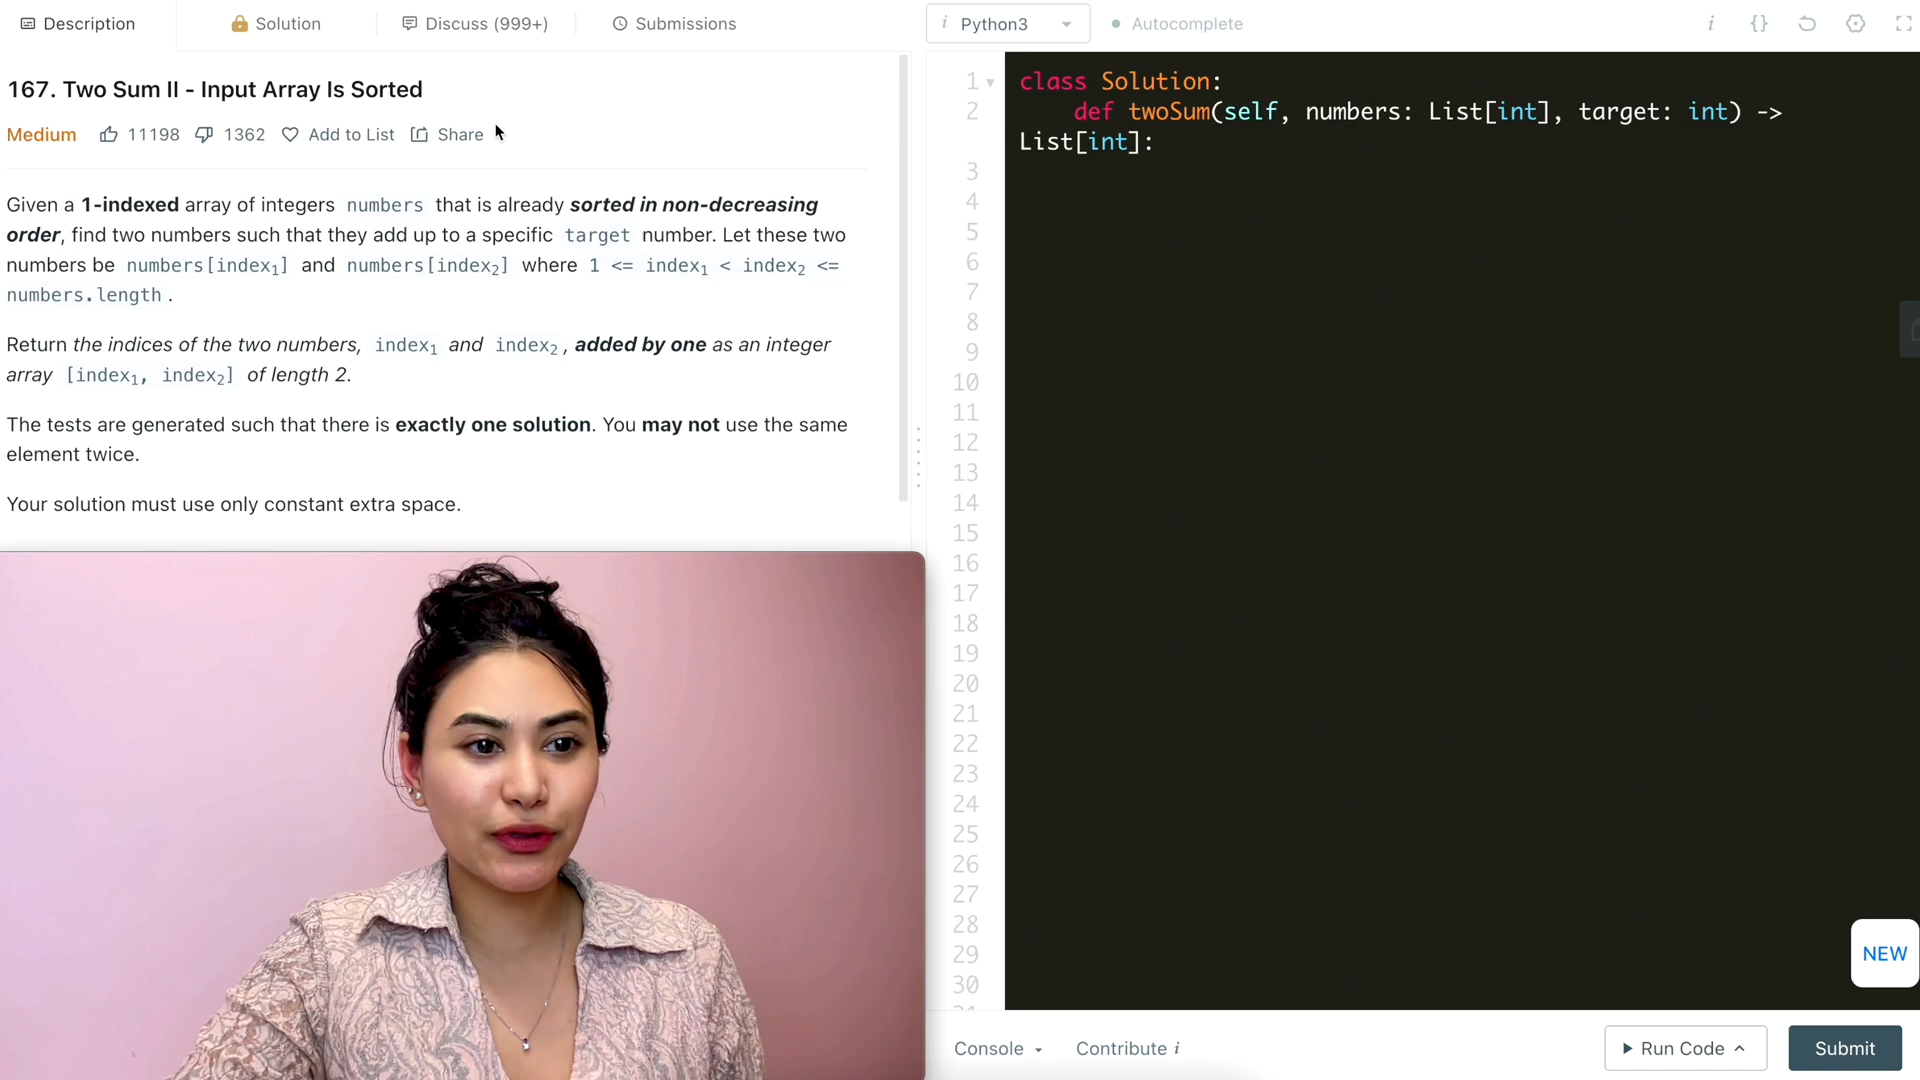 Description
Solution
Discuss (999+)
Submissions
i Python3
Autocomplete
i {}
167. Two Sum II - Input Array Is Sorted
Medium 11198 1362 Add to List Share
Given a 1-indexed array of integers numbers that is already sorted in non-decreasing
order, find two numbers such that they add up to a specific target number. Let these two
numbers be numbers[index₁] and numbers[index₂] where 1 <= index₁ < index₂ <=
numbers.length.
Return the indices of the two numbers, index₁ and index₂, added by one as an integer
array [index₁, index₂] of length 2.
The tests are generated such that there is exactly one solution. You may not use the same
element twice.
Your solution must use only constant extra space.
1 class Solution:
2 def twoSum(self, numbers: List[int], target: int) ->
List[int]:
3
4
5
6
7
8
9
10
11
12
13
14
15
16
17
18
19
20
21
22
23
24
25
26
27
28
29
30
NEW
Console
Contribute i
Run Code
Submit